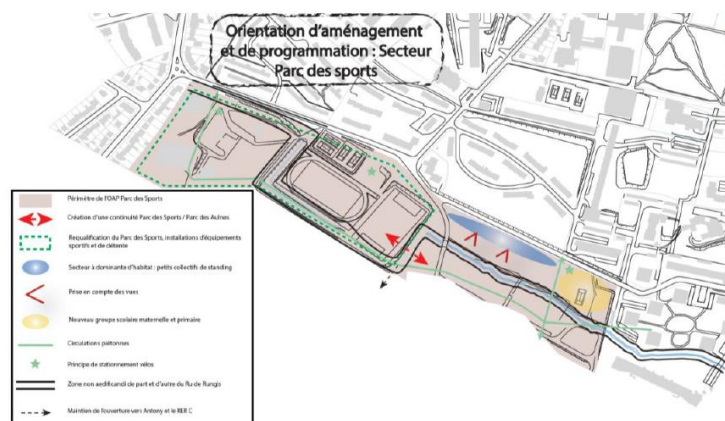 Orientation d'aménagement
et de programmation : Secteur
Parc des sports
Périmètre de l'OAP Parc des Sports
Création d'une continuité Parc des Sports / Parc des Aulnes
Requalification du Parc des Sports, installations d'équipements
sportifs et de détente
Secteur à dominante d'habitat : petits collectifs de standing
Prise en compte des vues
Nouveau groupe scolaire maternelle et primaire
Circulations piétonnes
Principe de stationnement vélos
Zone non aedificandi de part et d'autre du Ru de Rungis
Maintien de l'ouverture vers Antony et le RER C